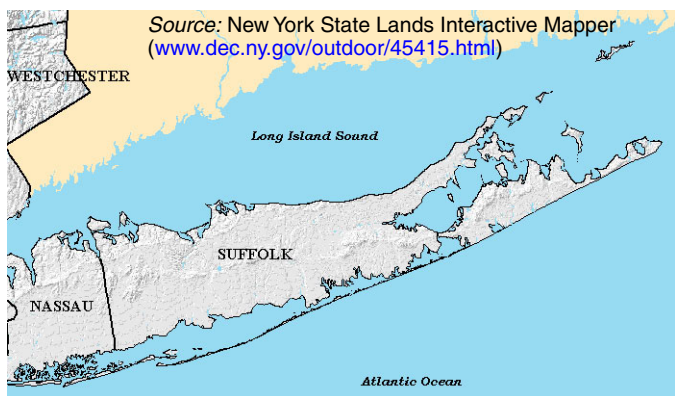 Source: New York State Lands Interactive Mapper
(www.dec.ny.gov/outdoor/45415.html)
WESTCHESTER
Long Island Sound
SUFFOLK
NASSAU
Atlantic Ocean